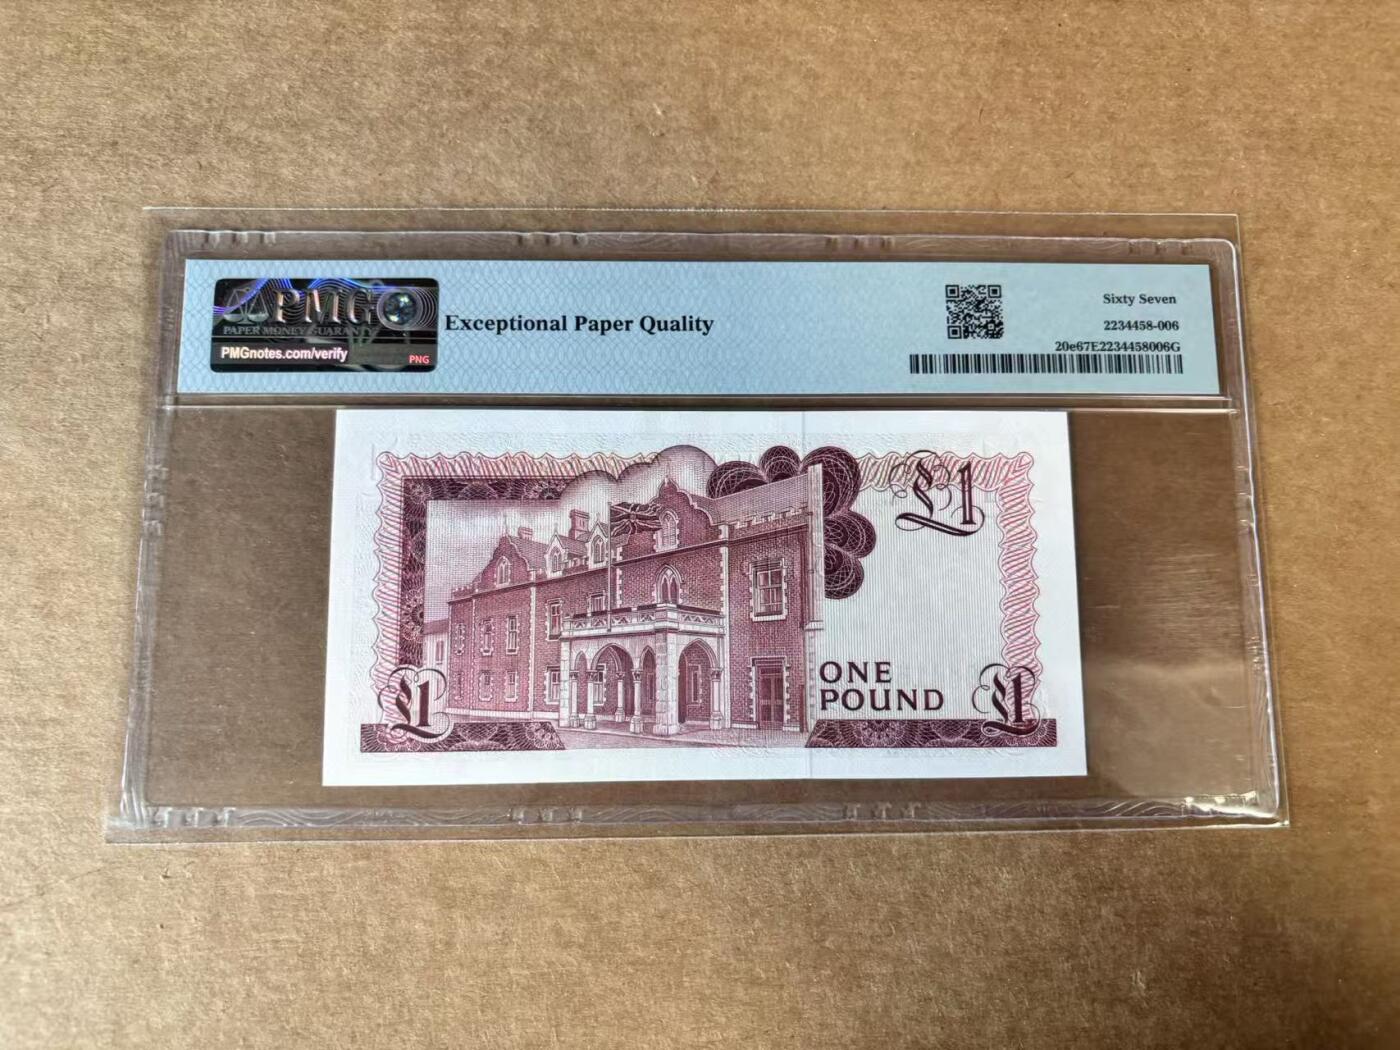 PMG
PAPER MONEY GUARANTY
PMGnotes.com/verify
PNG
Exceptional Paper Quality
Sixty Seven
2234458-006
20e67E2234458006G
£1
ONE
POUND
£1
£1